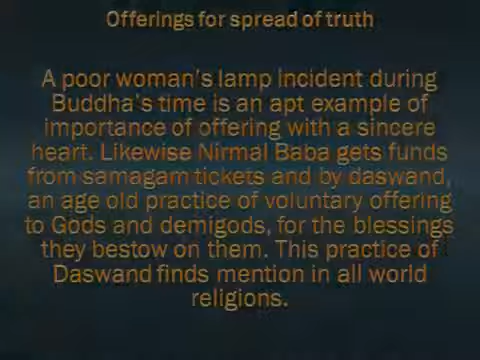 Offerings for spread of truth
A poor woman's lamp incident during
Buddha's time is an apt example of
importance of offering with a sincere
heart. Likewise Nirmal Baba gets funds
from samagam tickets and by daswand,
an age old practice of voluntary offering
to Gods and demigods, for the blessings
they bestow on them. This practice of
Daswand finds mention in all world
religions.